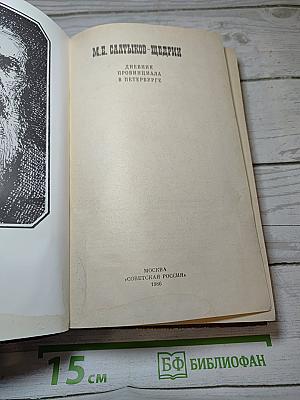 М.Е. САЛТЫКОВ-ЩЕДРИН
ДНЕВНИК
ПРОВИНЦИАЛА
В ПЕТЕРБУРГЕ
МОСКВА
«СОВЕТСКАЯ РОССИЯ»
1986
15 см
БФ БИБЛИОФАН